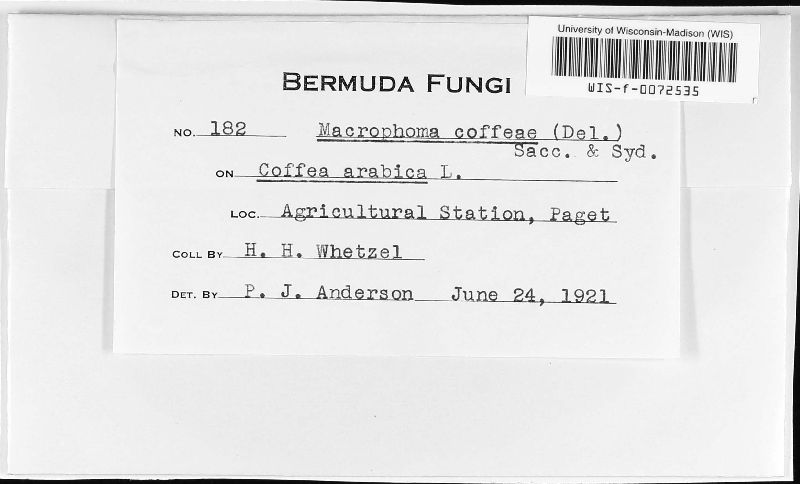 University of Wisconsin-Madison (WIS)
WIS-f-0072535
BERMUDA FUNGI
NO. 182 Macrophoma coffeae (Del.)
Sacc. & Syd.
ON Coffea arabica L.
LOC. Agricultural Station, Paget
COLL BY H. H. Whetzel
DET. BY P. J. Anderson June 24, 1921